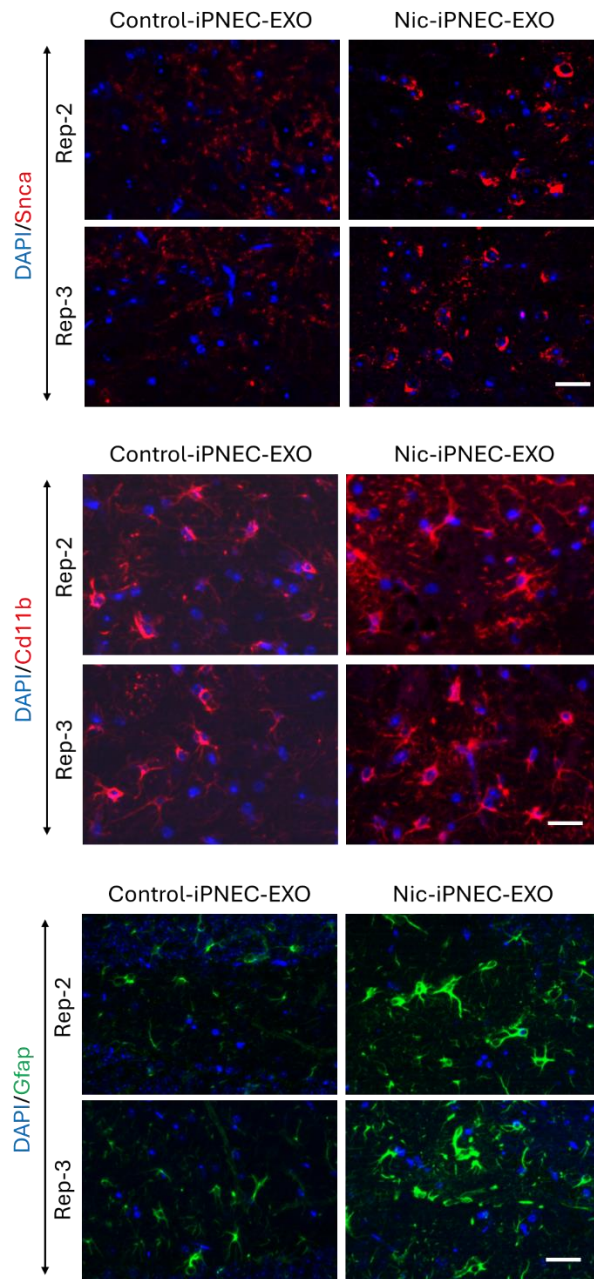 Control-iPNEC-EXO
Nic-iPNEC-EXO
DAPI/Snca
Rep-2
Rep-3
Control-iPNEC-EXO
Nic-iPNEC-EXO
DAPI/Cd11b
Rep-2
Rep-3
Control-iPNEC-EXO
Nic-iPNEC-EXO
DAPI/Gfap
Rep-2
Rep-3